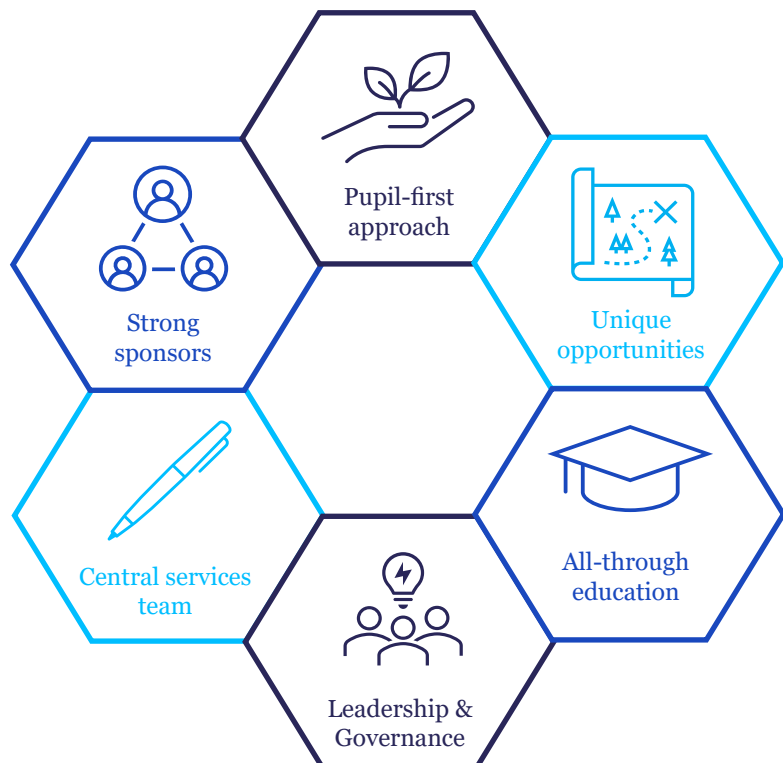 Pupil-first
approach
Strong
sponsors
Unique
opportunities
Central services
team
All-through
education
Leadership &
Governance